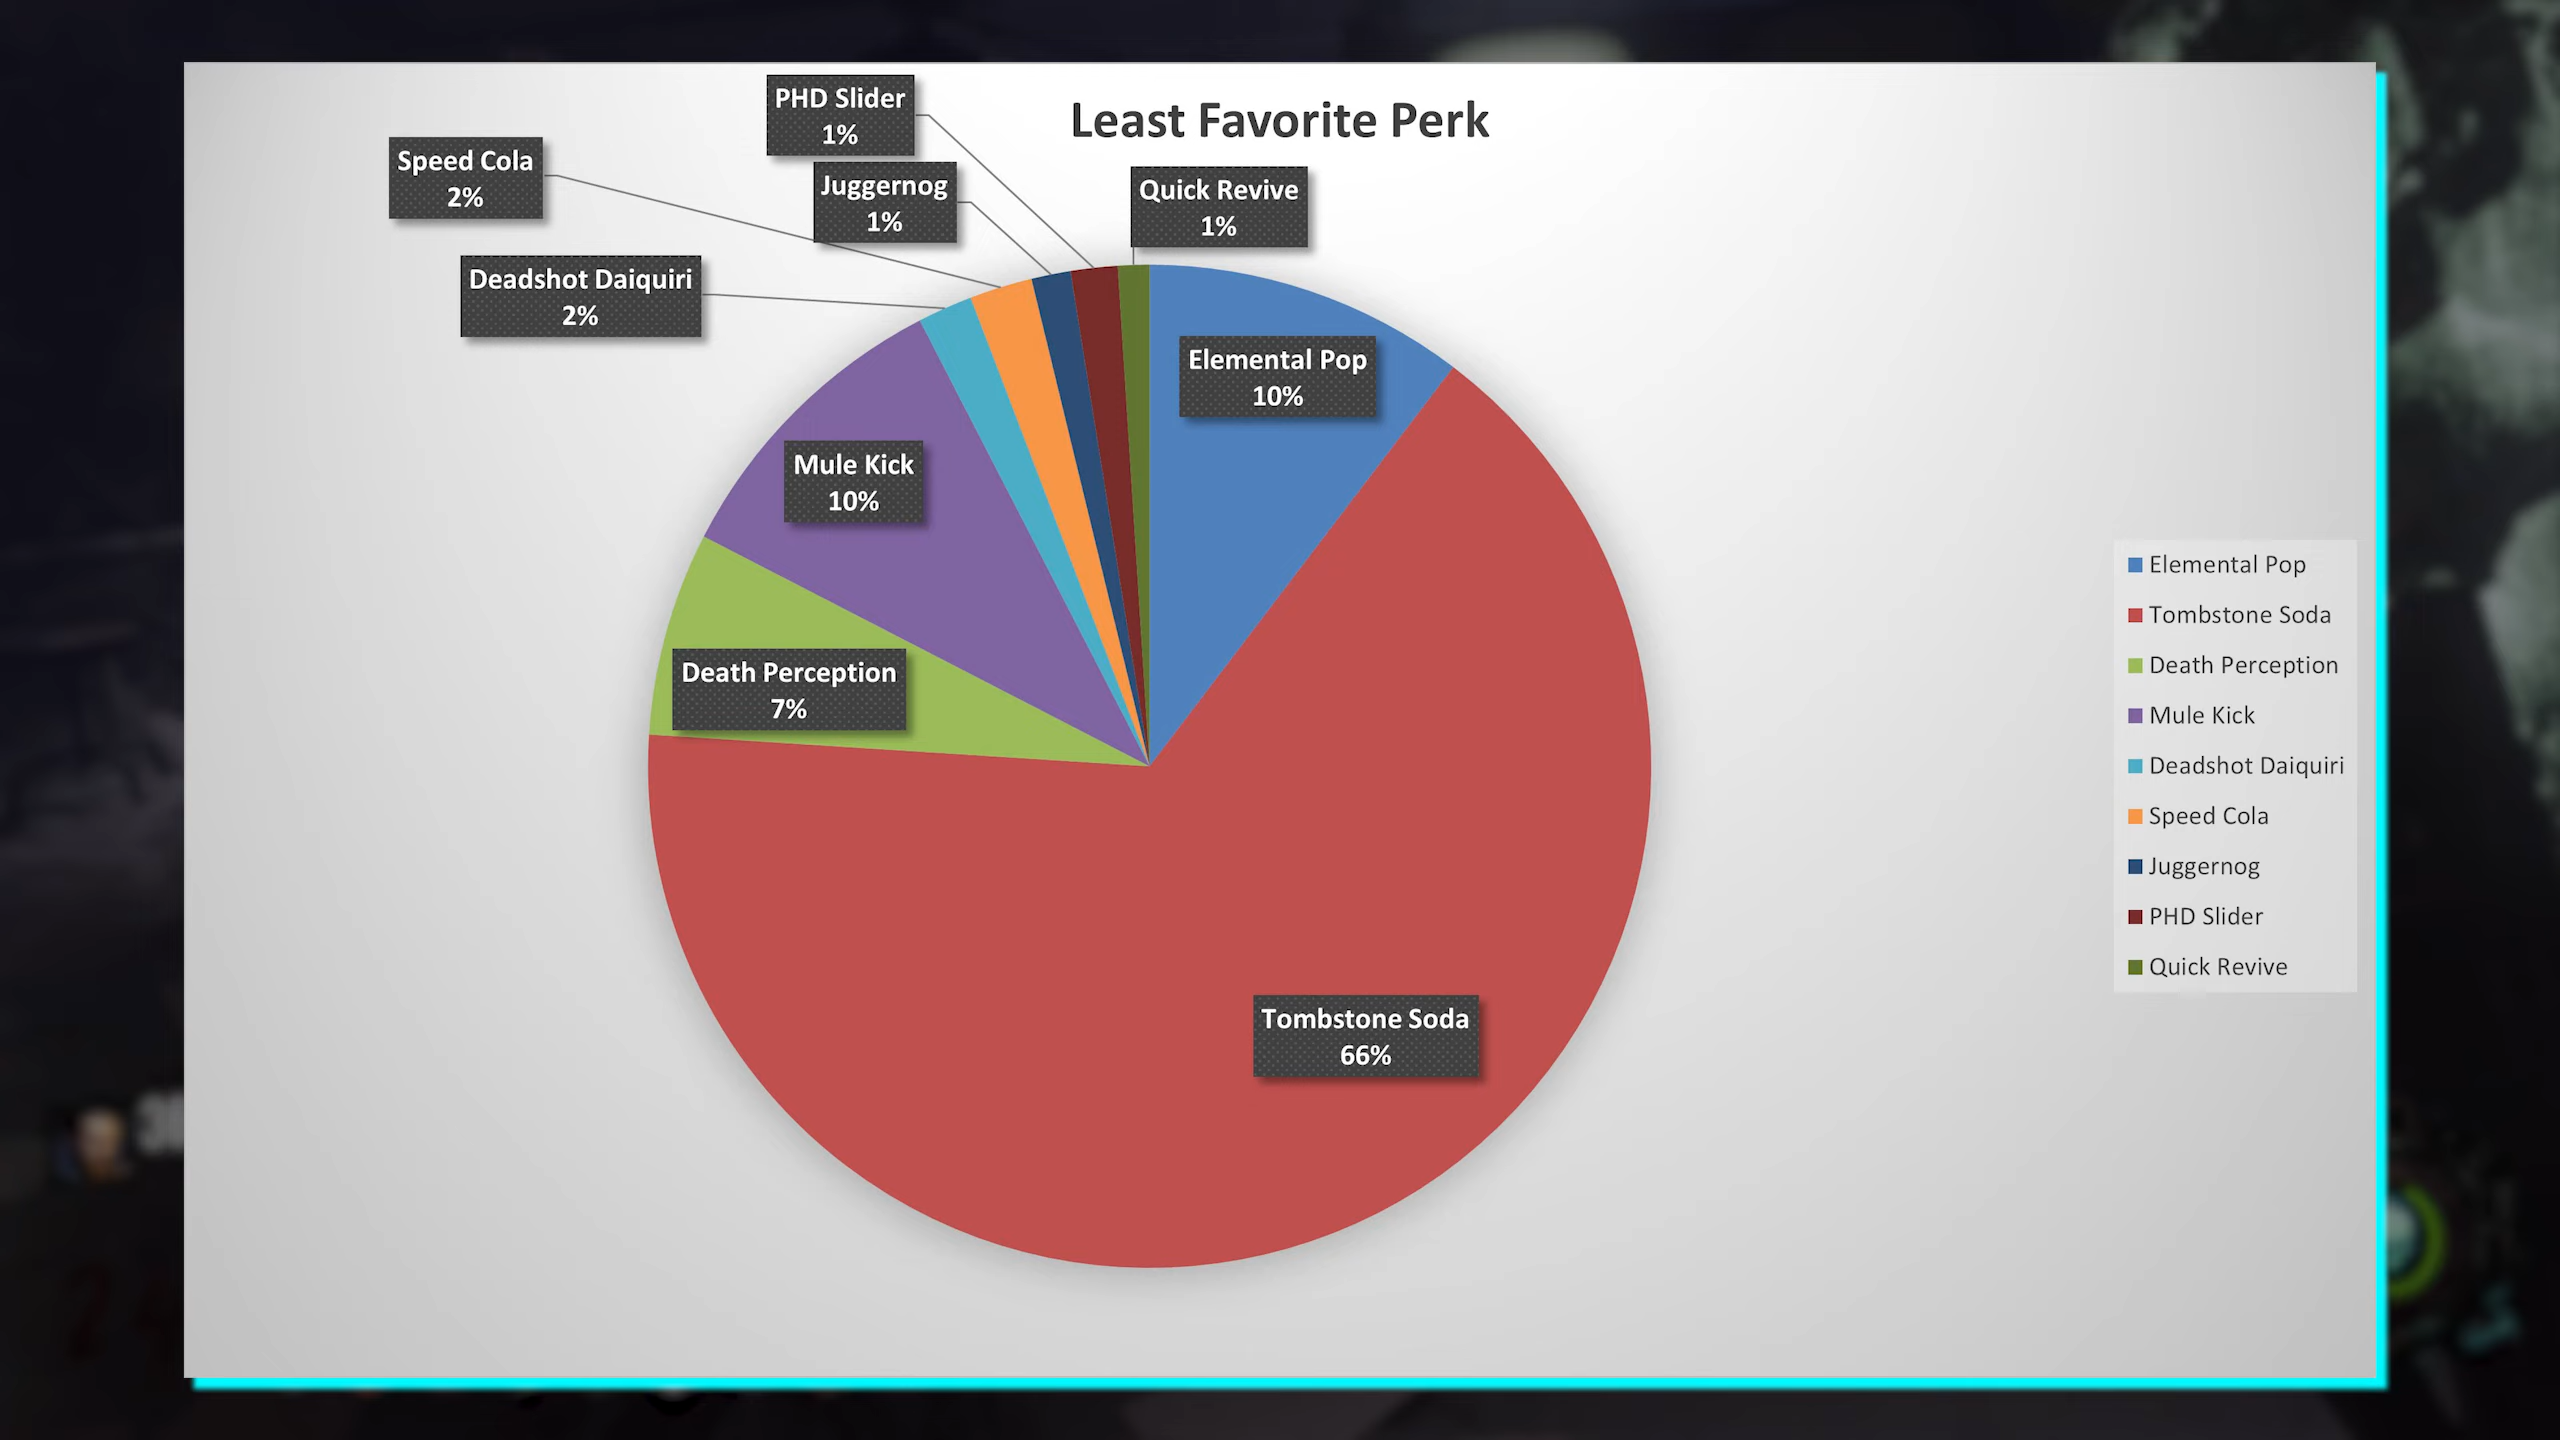 Least Favorite Perk
PHD Slider
1%
Speed Cola
2%
Juggernog
1%
Quick Revive
1%
Deadshot Daiquiri
2%
Elemental Pop
10%
Mule Kick
10%
Death Perception
7%
Tombstone Soda
66%
Elemental Pop
Tombstone Soda
Death Perception
Mule Kick
Deadshot Daiquiri
Speed Cola
Juggernog
PHD Slider
Quick Revive